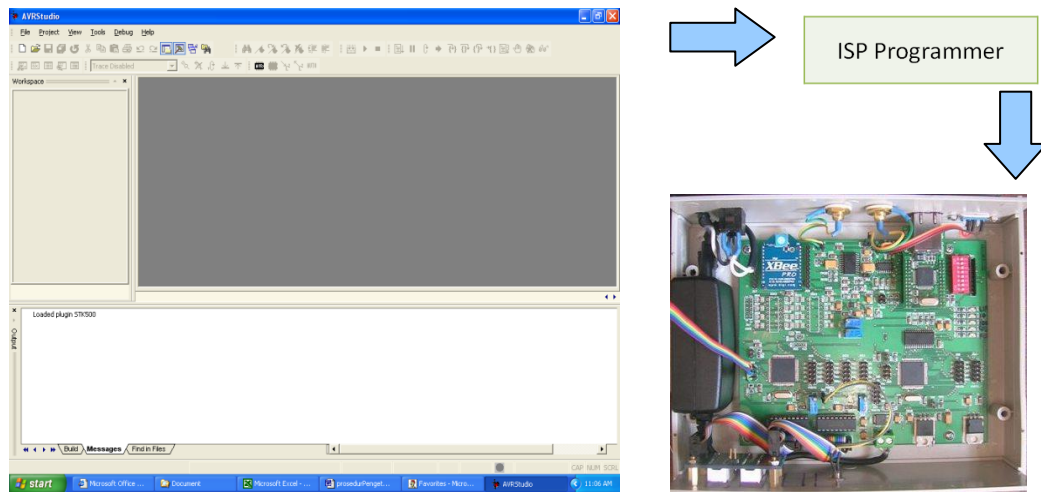 AVRStudio
File Project View Tools Debug Help
Trace Disabled
Workspace
Loaded plugin STK500
Output
Build Messages Find in Files
CAP NUM SCRL
start Microsoft Office ... Document Microsoft Excel - ... prosedurPenget... Favorites - Micro... AVRStudio 11:06 AM
ISP Programmer
XBee
PRO